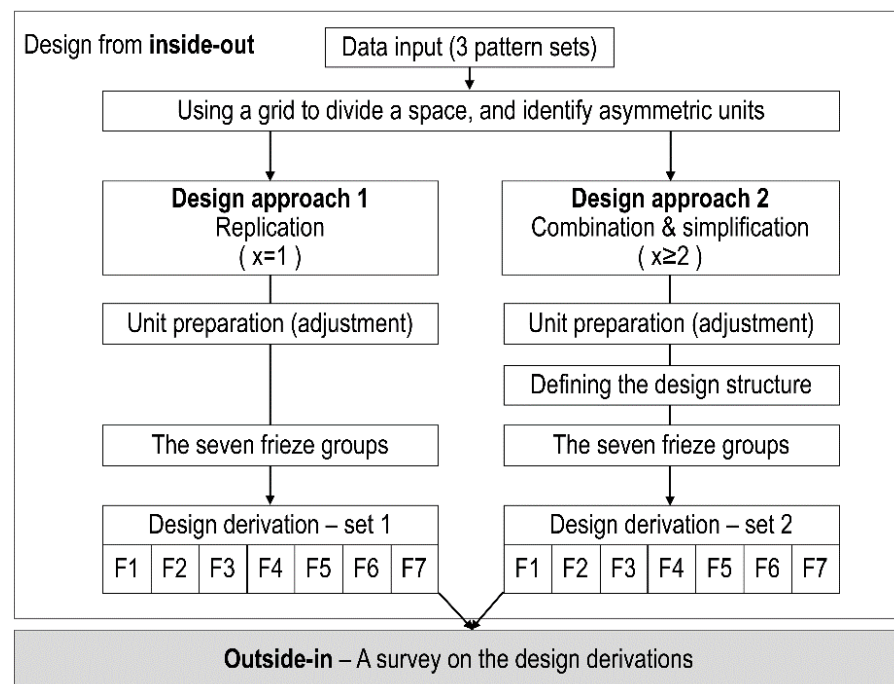 Design from inside-out
Data input (3 pattern sets)
Using a grid to divide a space, and identify asymmetric units
Design approach 1
Replication
( x=1 )
Design approach 2
Combination & simplification
( x≥2 )
Unit preparation (adjustment)
Unit preparation (adjustment)
Defining the design structure
The seven frieze groups
The seven frieze groups
Design derivation – set 1
F1 F2 F3 F4 F5 F6 F7
Design derivation – set 2
F1 F2 F3 F4 F5 F6 F7
Outside-in – A survey on the design derivations